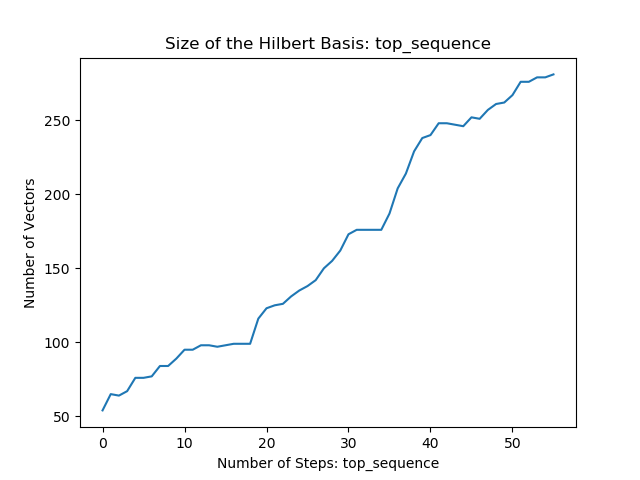 Size of the Hilbert Basis: top_sequence
Number of Vectors
250
200
150
100
50
0 10 20 30 40 50
Number of Steps: top_sequence